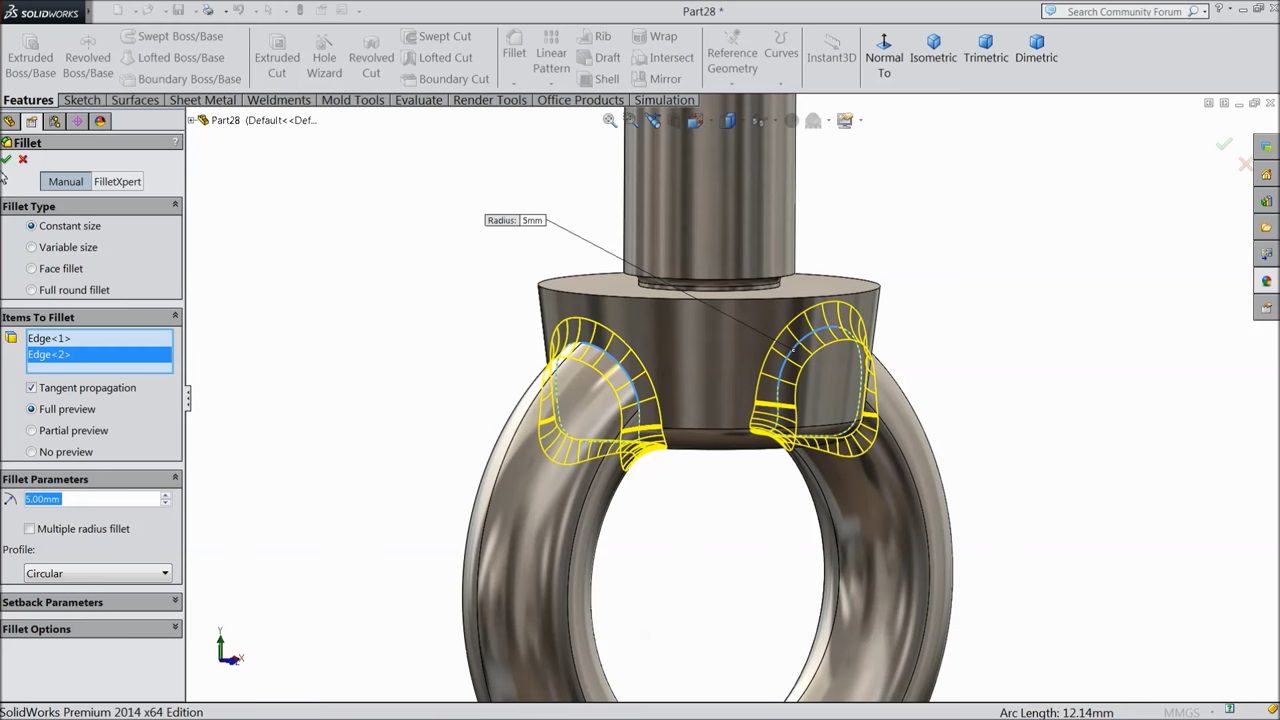 SOLIDWORKS
Part28 *
Search Community Forum
Extruded Boss/Base
Revolved Boss/Base
Swept Boss/Base
Lofted Boss/Base
Boundary Boss/Base
Extruded Cut
Hole Wizard
Revolved Cut
Swept Cut
Lofted Cut
Boundary Cut
Fillet
Linear Pattern
Rib
Draft
Shell
Wrap
Intersect
Mirror
Reference Geometry
Curves
Instant3D
Normal To
Isometric
Trimetric
Dimetric
Features Sketch Surfaces Sheet Metal Weldments Mold Tools Evaluate Render Tools Office Products Simulation
Part28 (Default<<Def...
Fillet
?
Manual FilletXpert
Fillet Type
Constant size
Variable size
Face fillet
Full round fillet
Items To Fillet
Edge<1>
Edge<2>
Tangent propagation
Full preview
Partial preview
No preview
Fillet Parameters
5.00mm
Multiple radius fillet
Profile:
Circular
Setback Parameters
Fillet Options
Radius: 5mm
Y
X
SolidWorks Premium 2014 x64 Edition
Arc Length: 12.14mm
MMGS